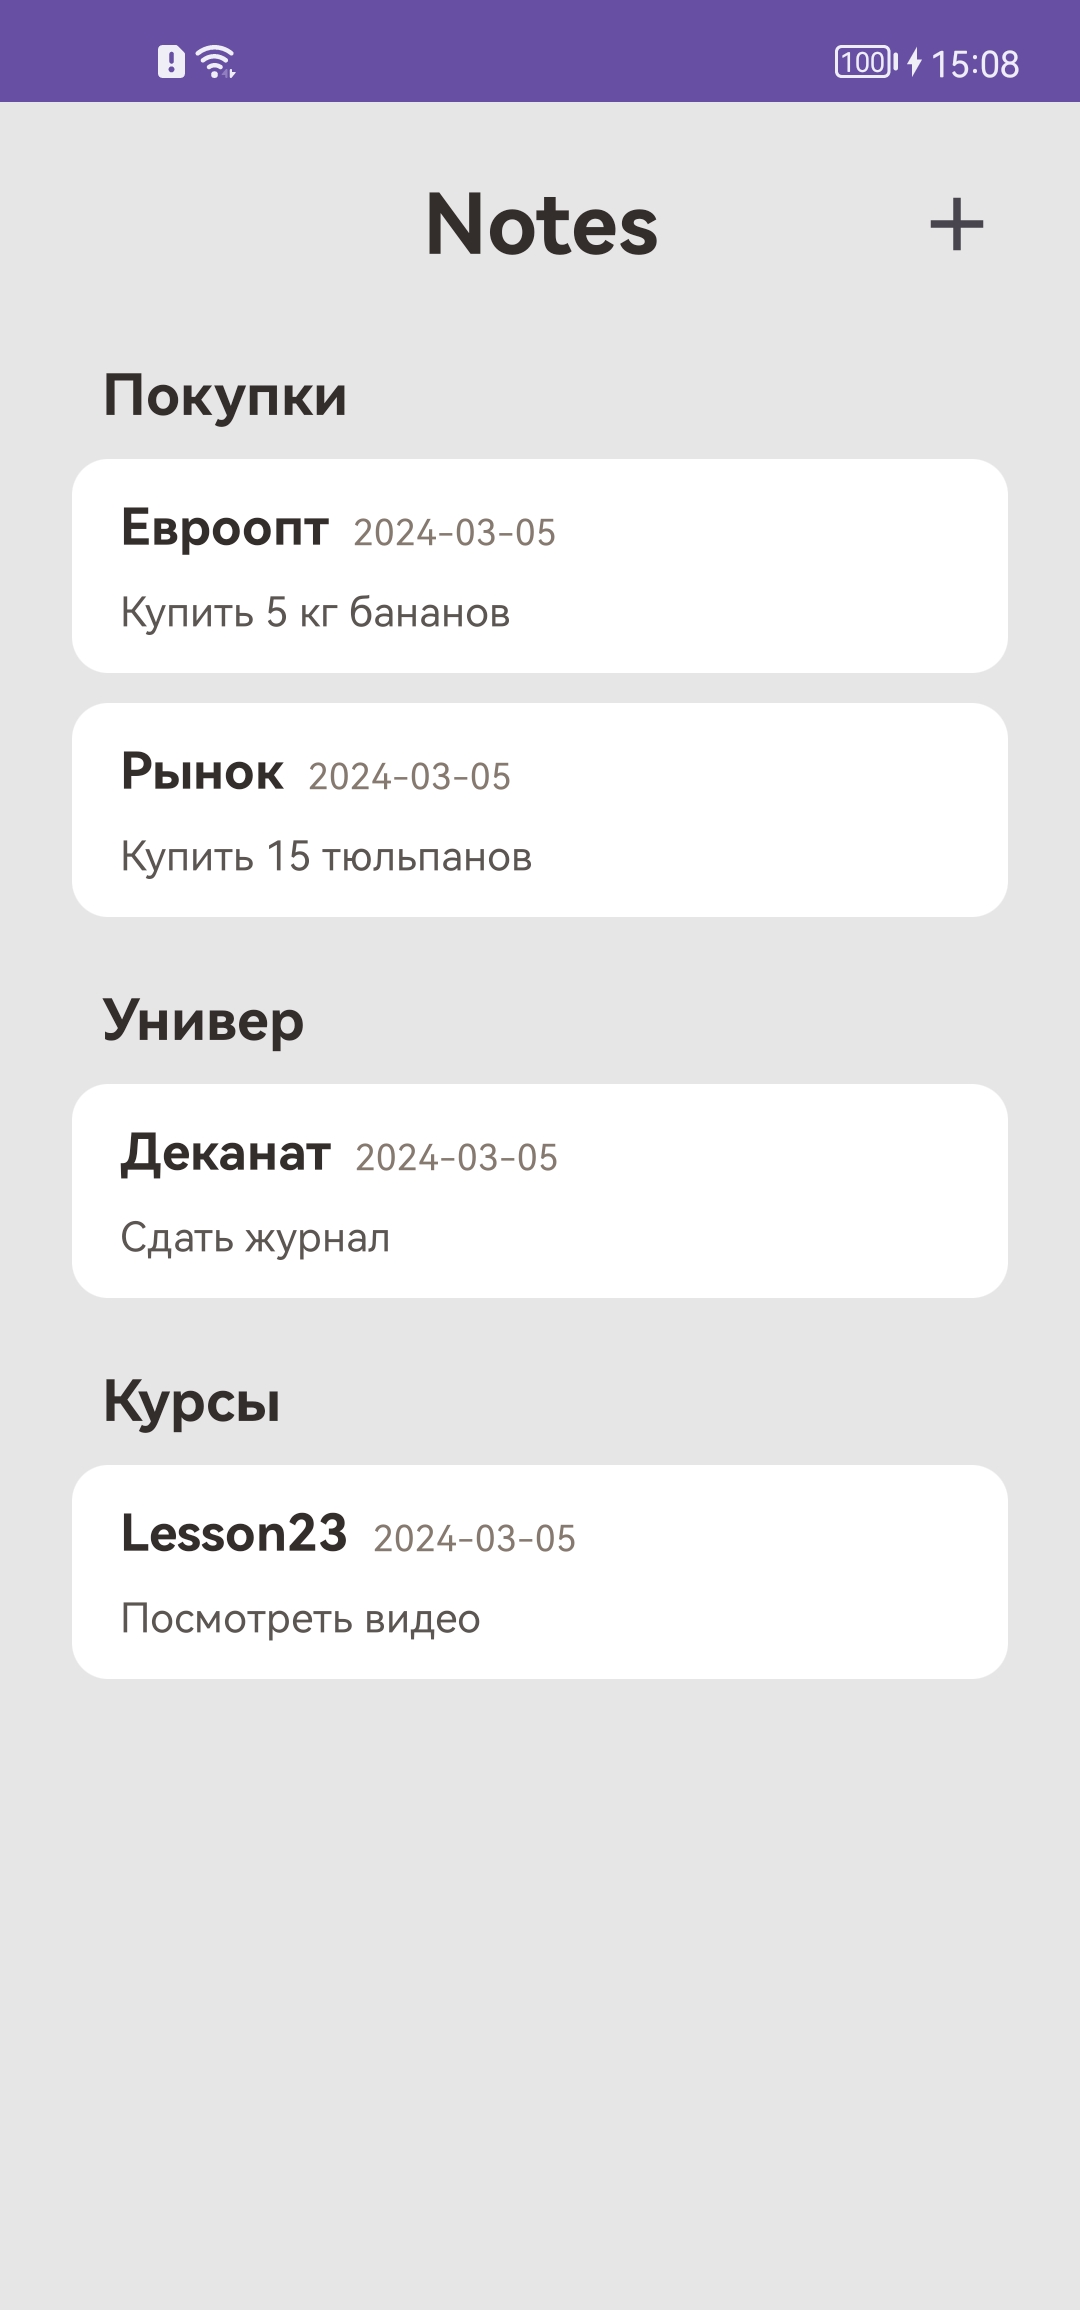 100 15:08
Notes +
Покупки
Евроопт 2024-03-05
Купить 5 кг бананов
Рынок 2024-03-05
Купить 15 тюльпанов
Универ
Деканат 2024-03-05
Сдать журнал
Курсы
Lesson23 2024-03-05
Посмотреть видео